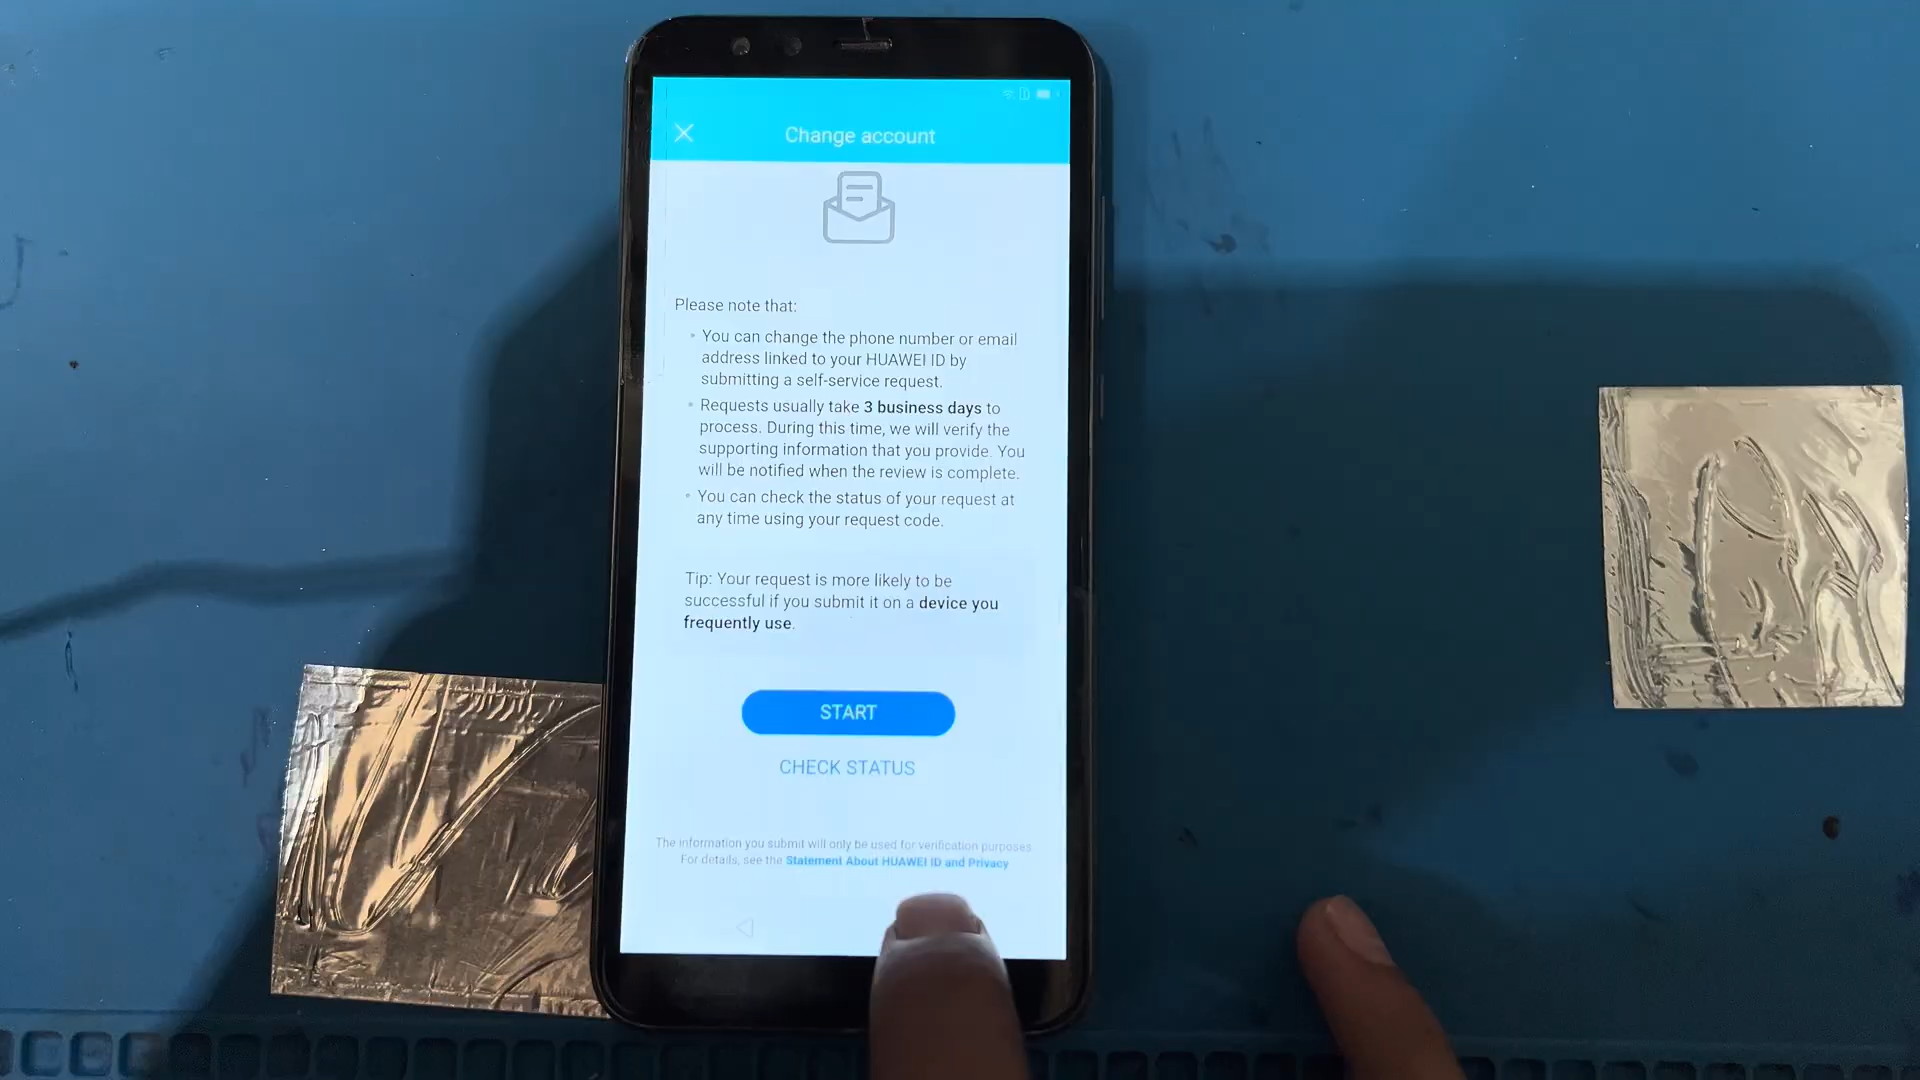 Change account
Please note that:
You can change the phone number or email
address linked to your HUAWEI ID by
submitting a self-service request.
Requests usually take 3 business days to
process. During this time, we will verify the
supporting information that you provide. You
will be notified when the review is complete.
You can check the status of your request at
any time using your request code.
Tip: Your request is more likely to be
successful if you submit it on a device you
frequently use.
START
CHECK STATUS
The information you submit will only be used for verification purposes
For details, see the Statement About HUAWEI ID and Privacy